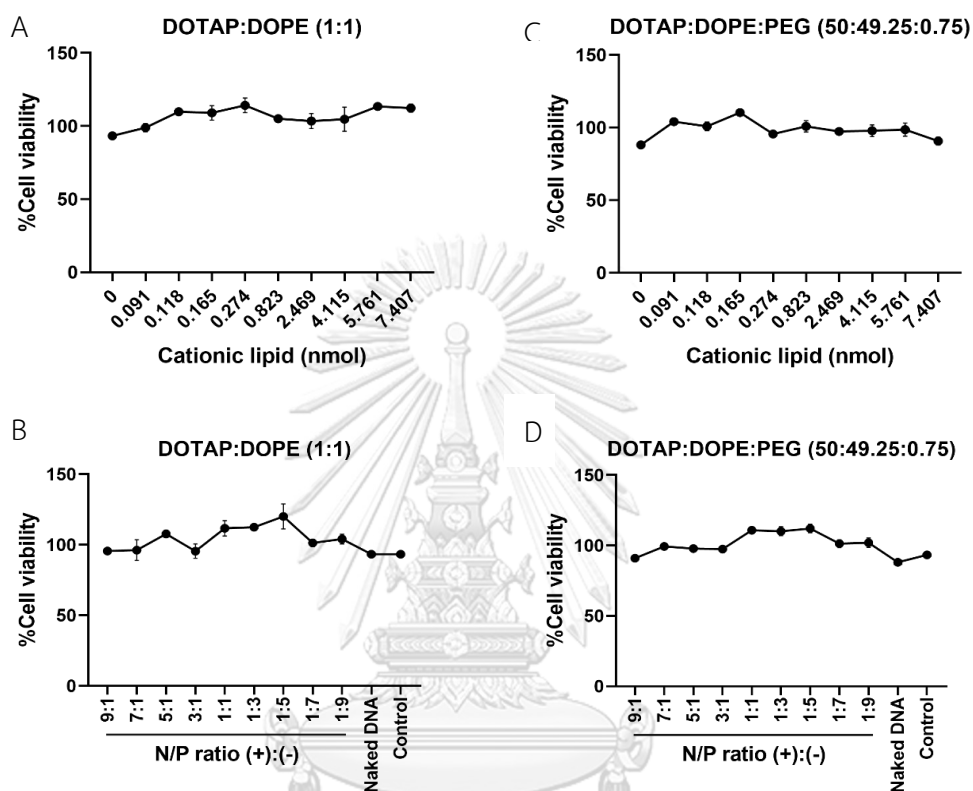 A
DOTAP:DOPE (1:1)
150
100
50
0
%Cell viability
0
0.091
0.118
0.165
0.274
0.823
2.469
4.115
5.761
7.407
Cationic lipid (nmol)
C
DOTAP:DOPE:PEG (50:49.25:0.75)
150
100
50
0
%Cell viability
0
0.091
0.118
0.165
0.274
0.823
2.469
4.115
5.761
7.407
Cationic lipid (nmol)
B
DOTAP:DOPE (1:1)
150
100
50
0
%Cell viability
9:1
7:1
5:1
3:1
1:1
1:3
1:5
1:7
1:9
Naked DNA
Control
N/P ratio (+):(-)
D
DOTAP:DOPE:PEG (50:49.25:0.75)
150
100
50
0
%Cell viability
9:1
7:1
5:1
3:1
1:1
1:3
1:5
1:7
1:9
Naked DNA
Control
N/P ratio (+):(-)